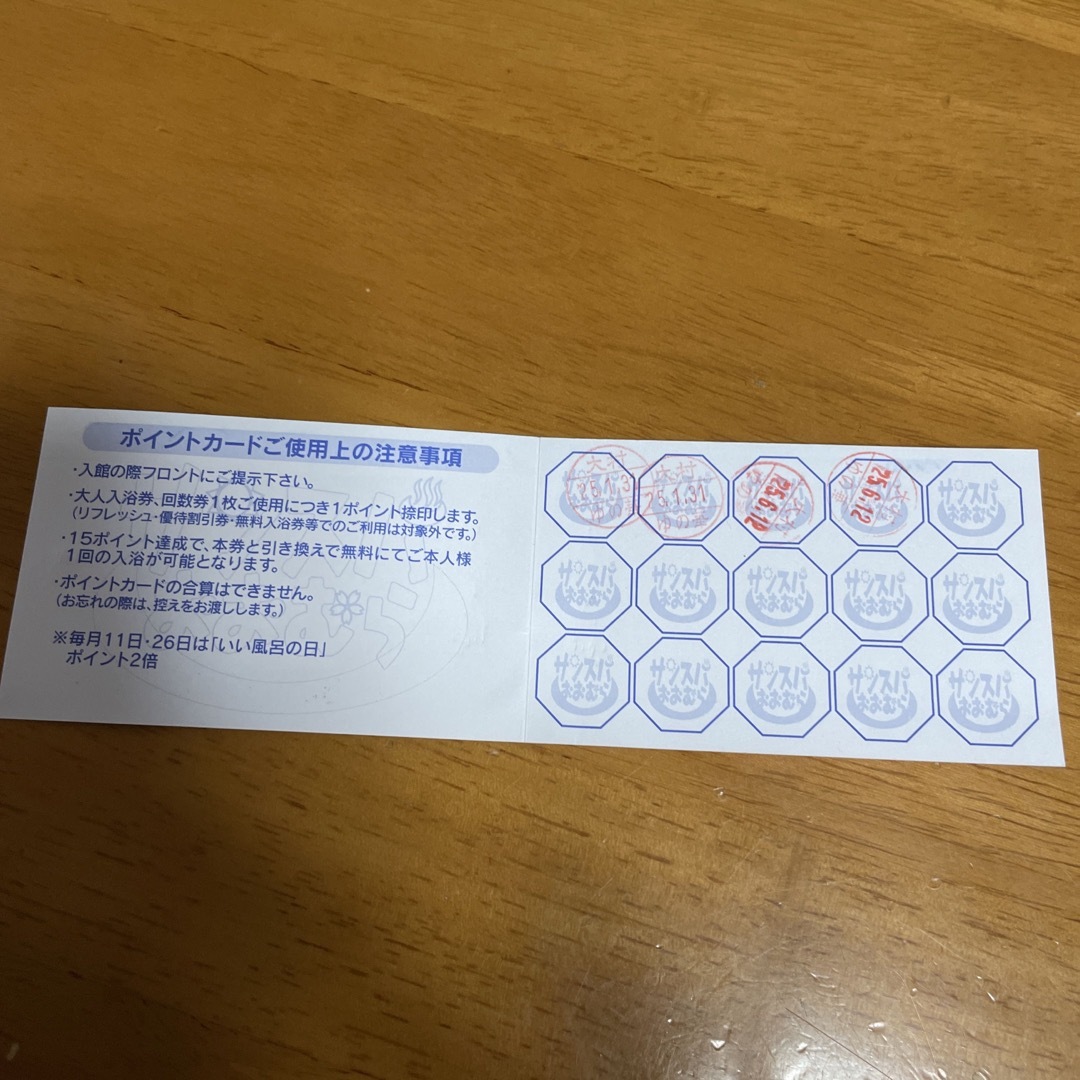 ポイントカードご使用上の注意事項
・入館の際フロントにご提示下さい。
・大人入浴券、回数券1枚ご使用につき1ポイント捺印します。
(リフレッシュ・優待割引券・無料入浴券等でのご利用は対象外です。)
・15ポイント達成で、本券と引き換えで無料にてご本人様
1回の入浴が可能となります。
・ポイントカードの合算はできません。
(お忘れの際は、控えをお渡しします。)
※毎月11日・26日は「いい風呂の日」
ポイント2倍
大村
25.1.31
ゆの華
25.6.10
25.6.12
サンスパ
おおむら
サンスパ
おおむら
サンスパ
おおむら
サンスパ
おおむら
サンスパ
おおむら
サンスパ
おおむら
サンスパ
おおむら
サンスパ
おおむら
サンスパ
おおむら
サンスパ
おおむら
サンスパ
おおむら